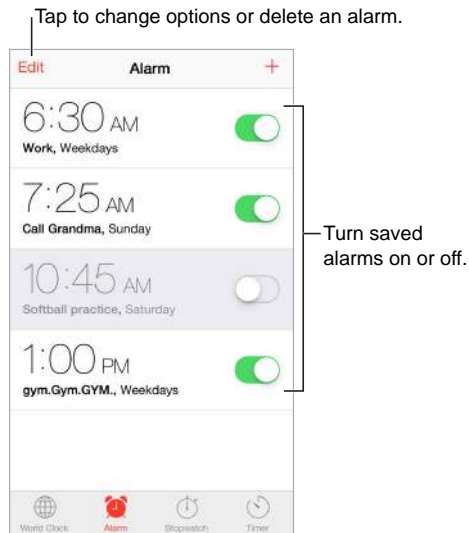 Tap to change options or delete an alarm.
Edit Alarm +
6:30 AM
Work, Weekdays
7:25 AM
Call Grandma, Sunday
Turn saved
alarms on or off.
10:45 AM
Softball practice, Saturday
1:00 PM
gym.Gym.GYM., Weekdays
World Clock Alarm Stopwatch Timer